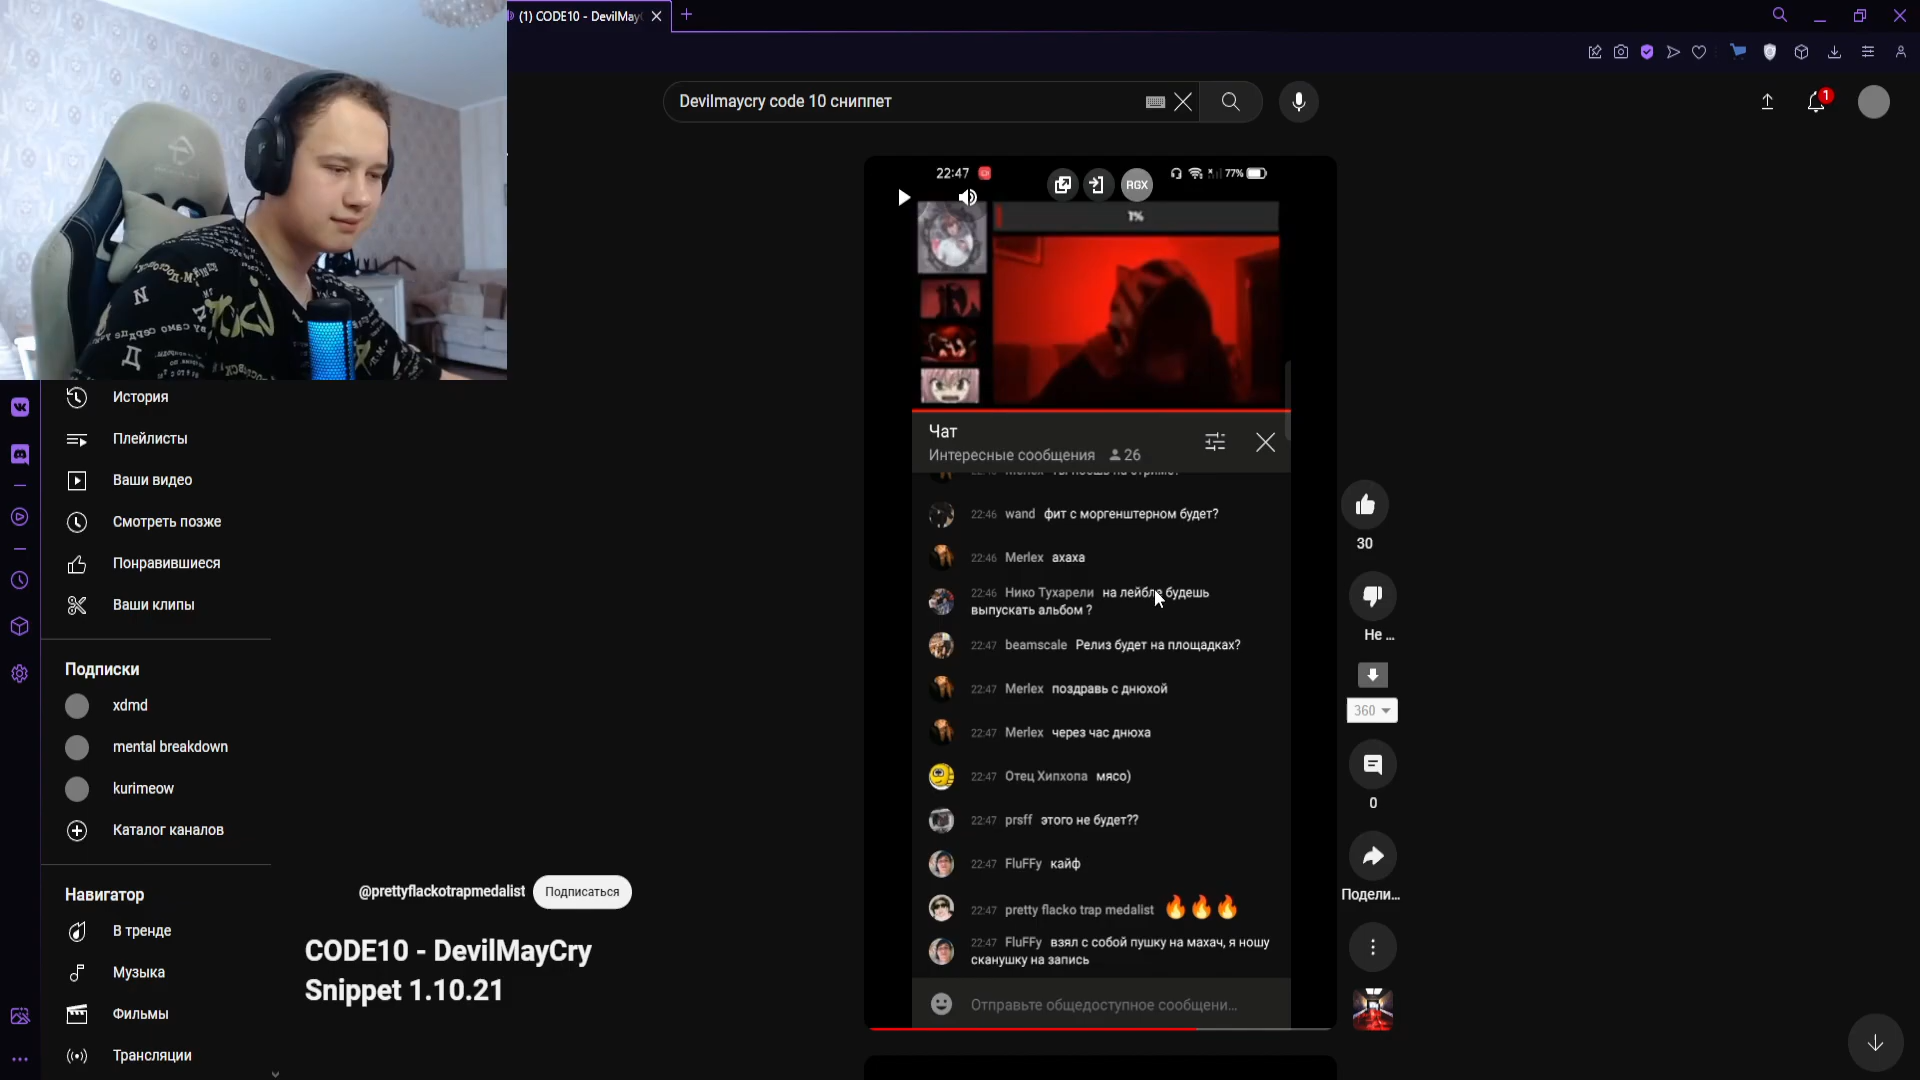 (1) CODE10 - DevilMay
Devilmaycry code 10 сниппет
1
22:47
77%
RGX
1%
Чат
Интересные сообщения 26
22:46 wand фит с моргенштерном будет?
22:46 Merlex ахаха
22:46 Нико Тухарели на лейбле будешь
выпускать альбом ?
22:47 beamscale Релиз будет на площадках?
22:47 Merlex поздравь с днюхой
22:47 Merlex через час днюха
22:47 Отец Хипхопа мясо)
22:47 prsff этого не будет??
22:47 FluFFy кайф
22:47 pretty flacko trap medalist 🔥🔥🔥
22:47 FluFFy взял с собой пушку на махач, я ношу
сканушку на запись
Отправьте общедоступное сообщени...
30
Не ...
360
0
Подели...
История
Плейлисты
Ваши видео
Смотреть позже
Понравившиеся
Ваши клипы
Подписки
xdmd
mental breakdown
kurimeow
Каталог каналов
Навигатор
В тренде
Музыка
Фильмы
Трансляции
@prettyflackotrapmedalist Подписаться
CODE10 - DevilMayCry
Snippet 1.10.21